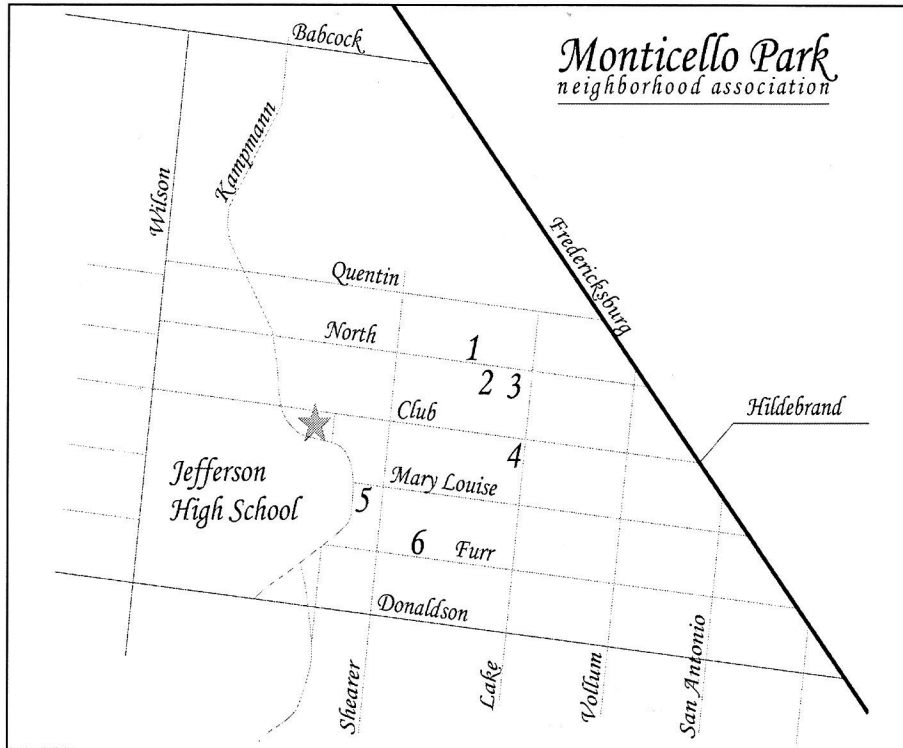 Babcock
Monticello Park
neighborhood association
Kampmann
Wilson
Fredericksburg
Quentin
North
1
2
3
Club
Hildebrand
4
Jefferson
High School
Mary Louise
5
6
Furr
Donaldson
Shearer
Lake
Vollum
San Antonio